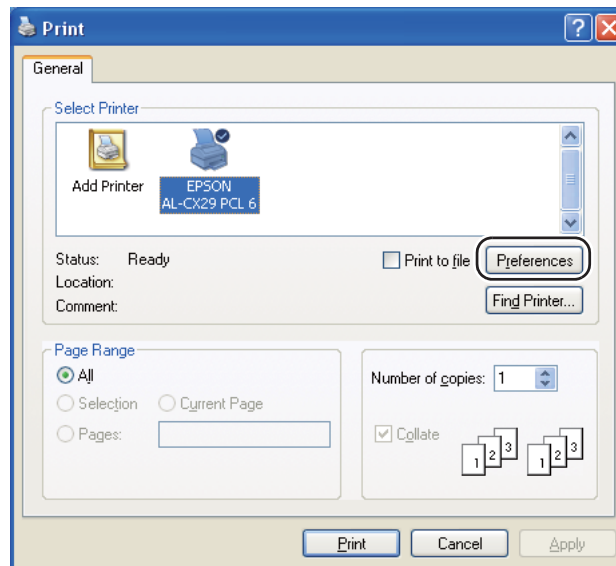 Print
General
Select Printer
Add Printer
EPSON
AL-CX29 PCL 6
Status: Ready
Print to file
Preferences
Location:
Comment:
Find Printer...
Page Range
All
Selection
Current Page
Pages:
Number of copies: 1
Collate
1 2 3 1 2 3
Print
Cancel
Apply